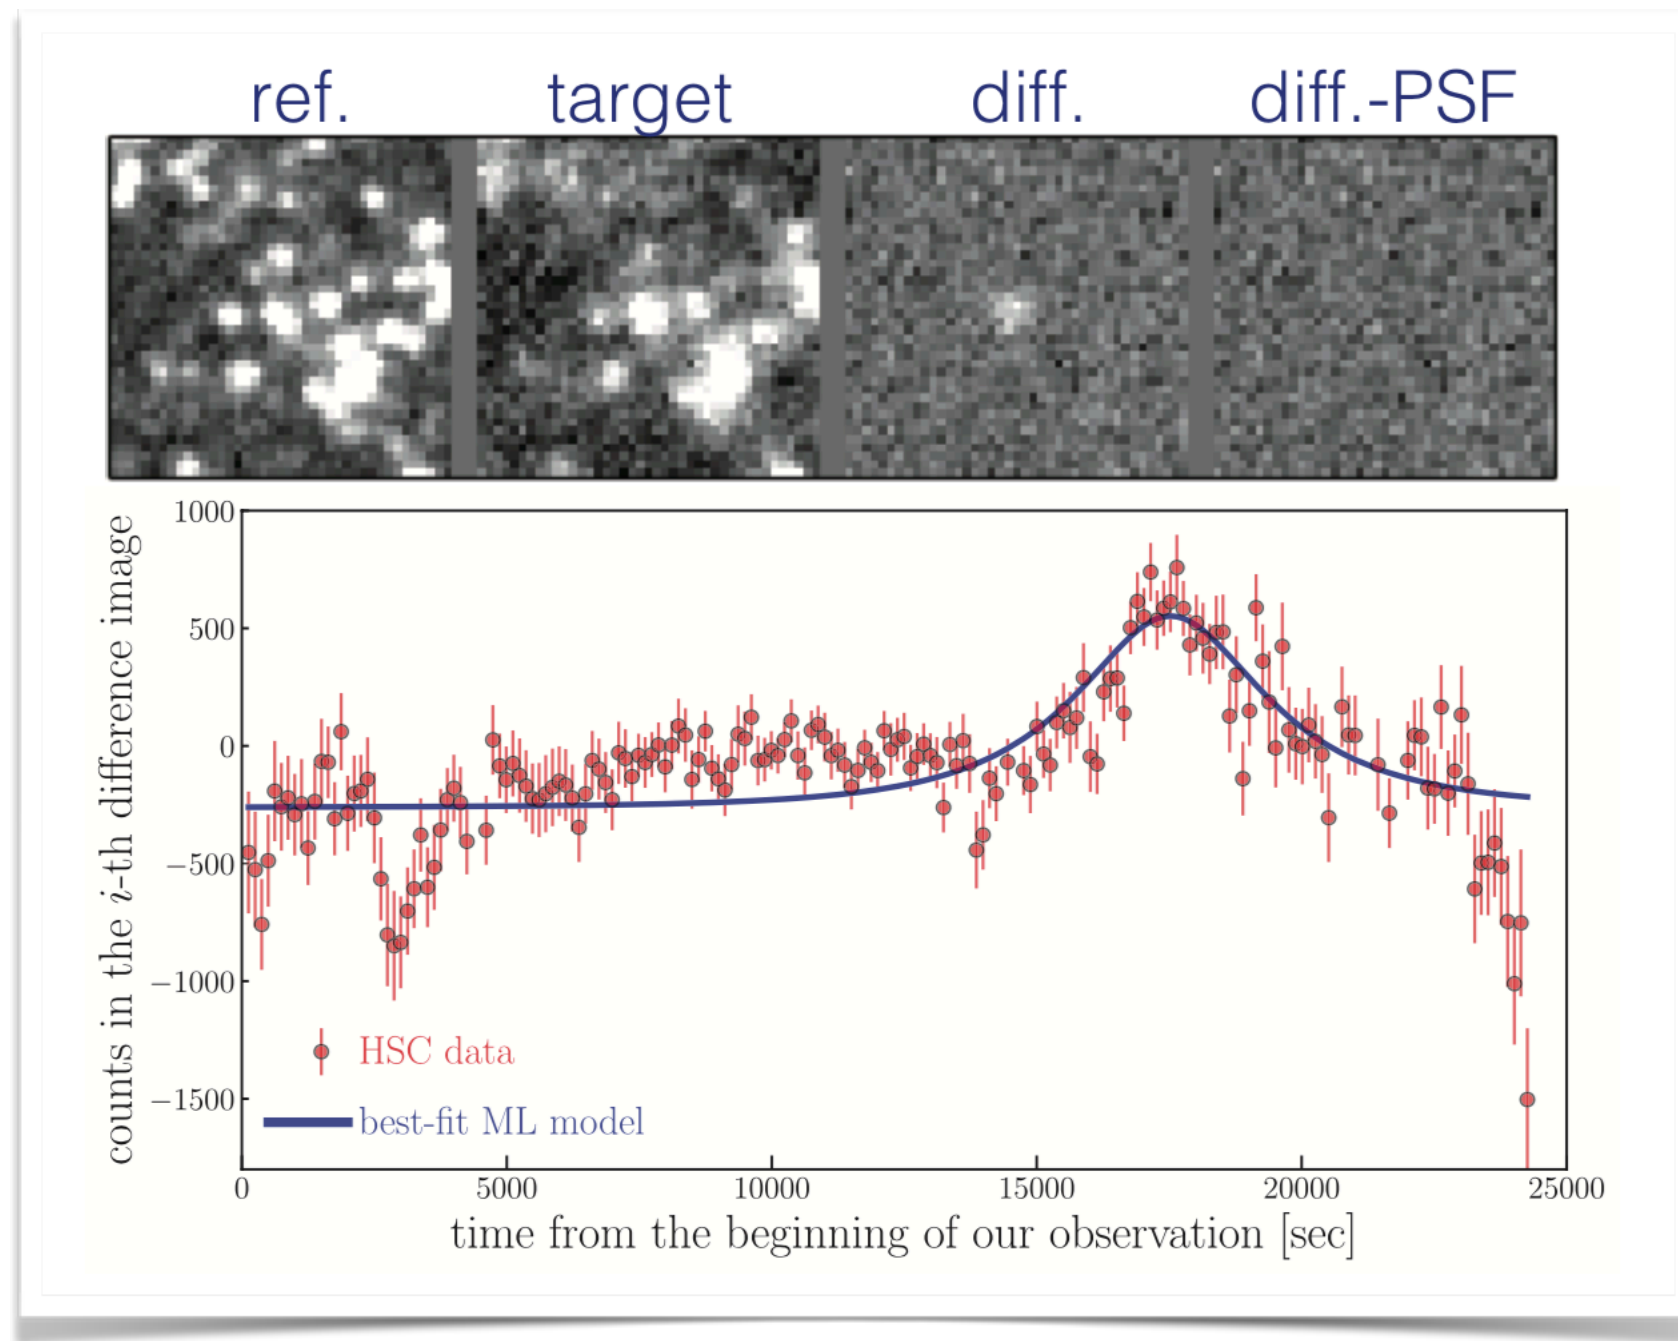 ref. target diff. diff.-PSF
counts in the i-th difference image
1000
500
0
−500
−1000
−1500
HSC data
best-fit ML model
0 5000 10000 15000 20000 25000
time from the beginning of our observation [sec]